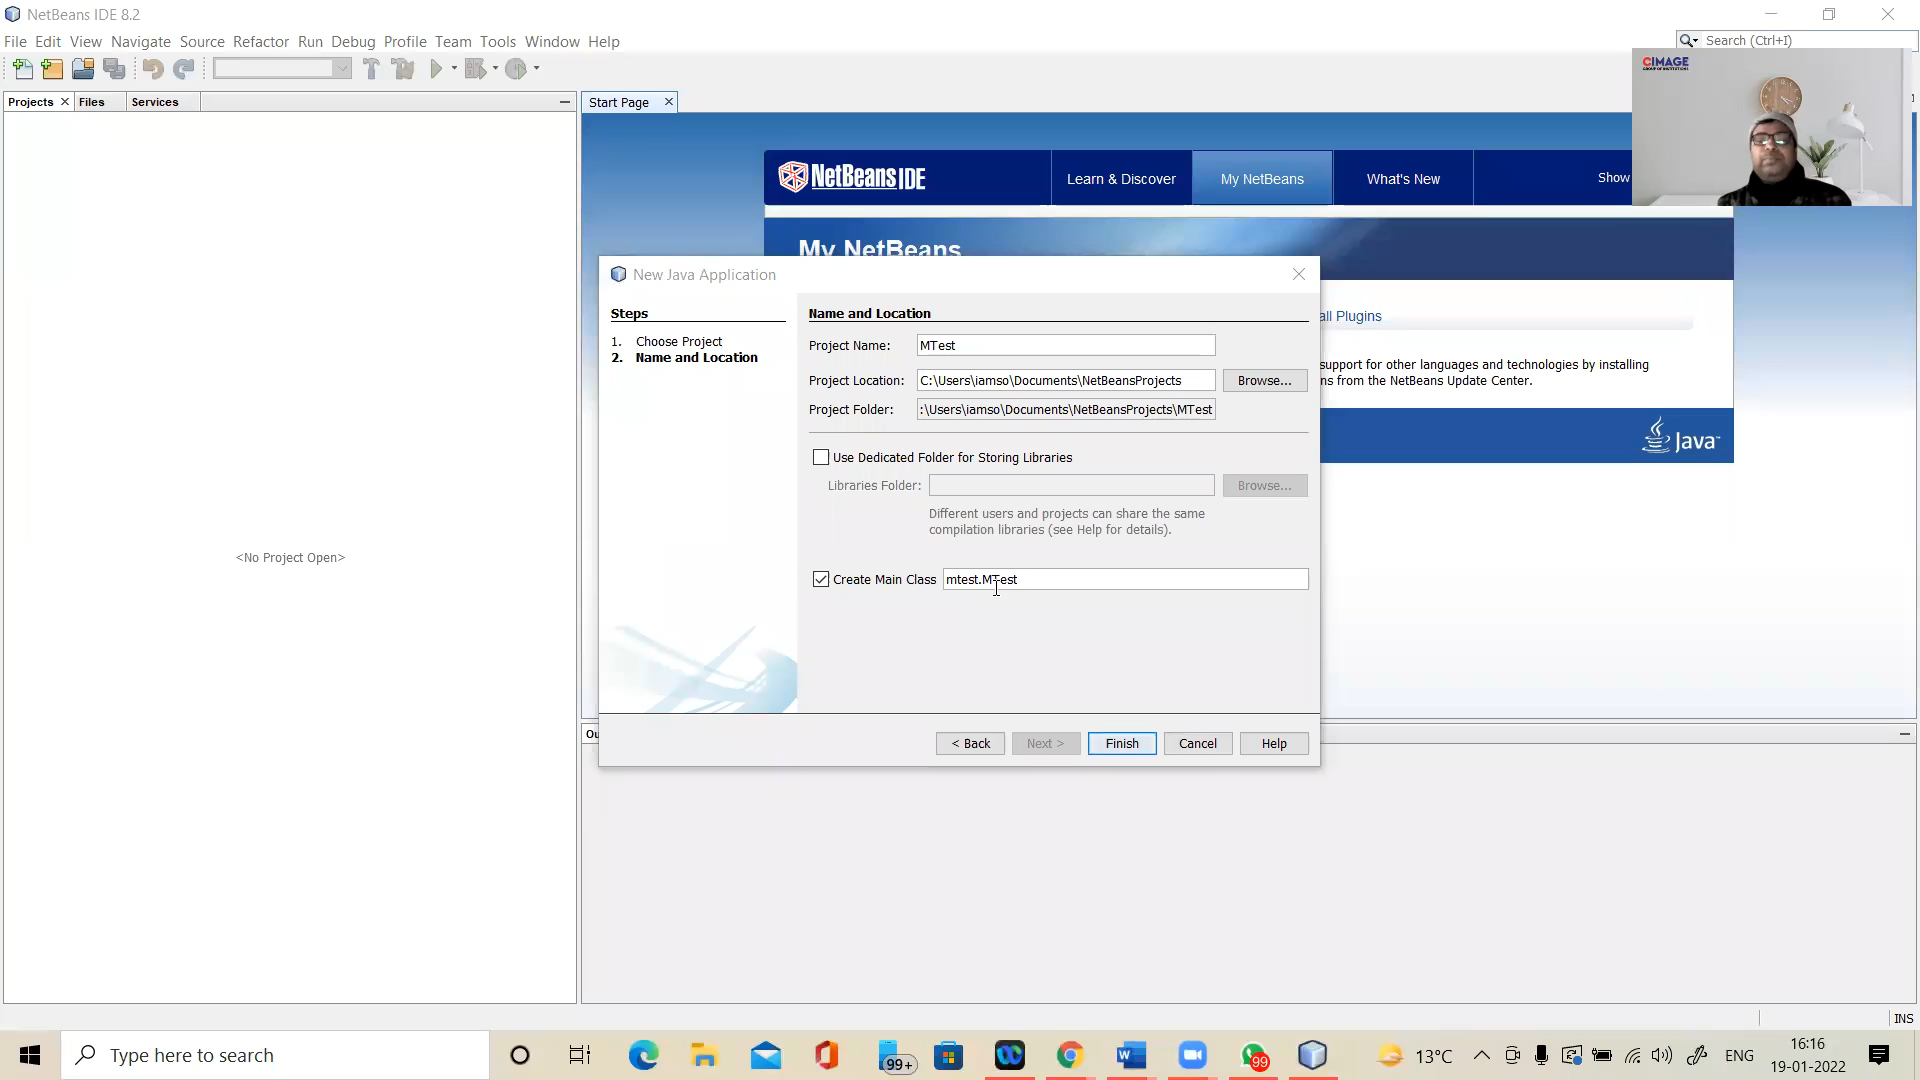 NetBeans IDE 8.2
File Edit View Navigate Source Refactor Run Debug Profile Team Tools Window Help
Search (Ctrl+I)
CIMAGE
GROUP OF INSTITUTIONS
Projects Files Services
Start Page
NetBeans IDE
Learn & Discover
My NetBeans
What's New
Show
My NetBeans
all Plugins
support for other languages and technologies by installing
ns from the NetBeans Update Center.
Java
<No Project Open>
New Java Application
Steps
1. Choose Project
2. Name and Location
Name and Location
Project Name: MTest
Project Location: C:\Users\iamso\Documents\NetBeansProjects Browse...
Project Folder: :\Users\iamso\Documents\NetBeansProjects\MTest
Use Dedicated Folder for Storing Libraries
Libraries Folder: Browse...
Different users and projects can share the same
compilation libraries (see Help for details).
Create Main Class mtest.MTest
< Back Next > Finish Cancel Help
Ou
INS
Type here to search
99+
99
13°C
ENG
16:16
19-01-2022